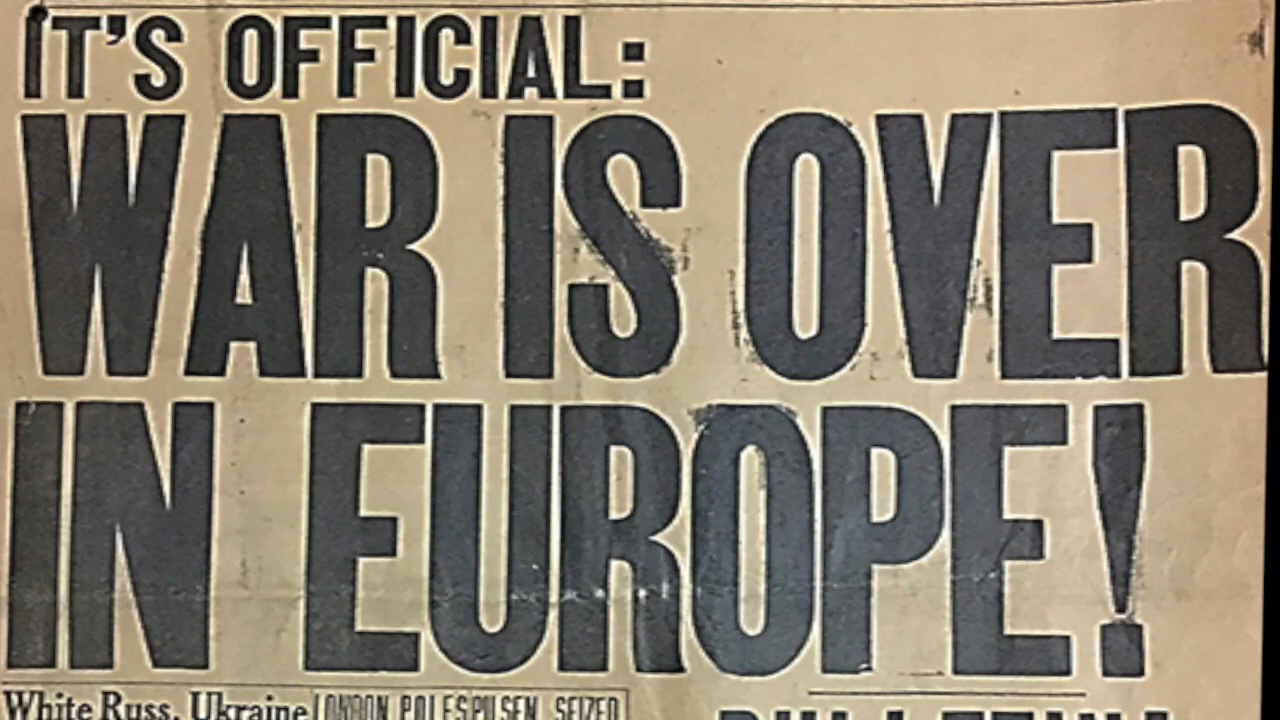 IT'S OFFICIAL:
WAR IS OVER
IN EUROPE!
White Russ, Ukraine
LONDON POLES PILSEN SEIZED